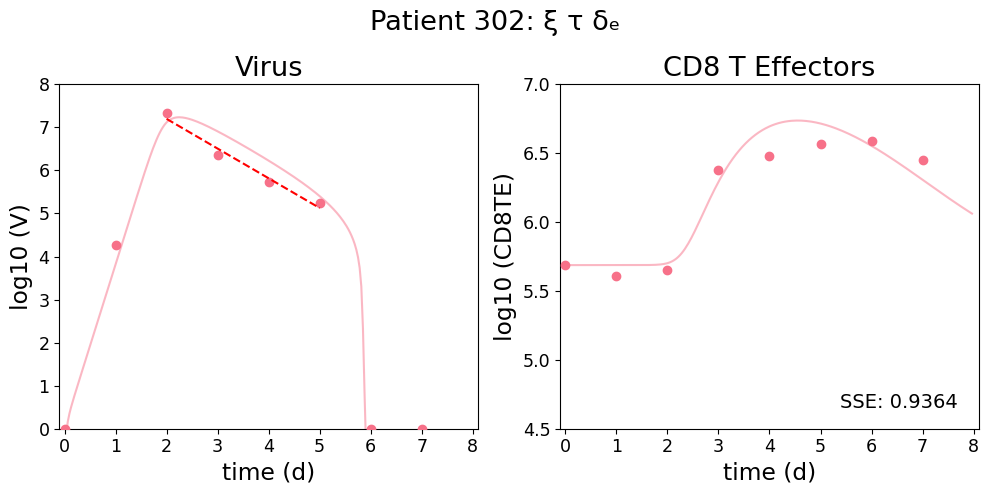 Patient 302: ξ τ δₑ
Virus
log10 (V)
8
7
6
5
4
3
2
1
0
0 1 2 3 4 5 6 7 8
time (d)
CD8 T Effectors
log10 (CD8TE)
7.0
6.5
6.0
5.5
5.0
4.5
SSE: 0.9364
0 1 2 3 4 5 6 7 8
time (d)